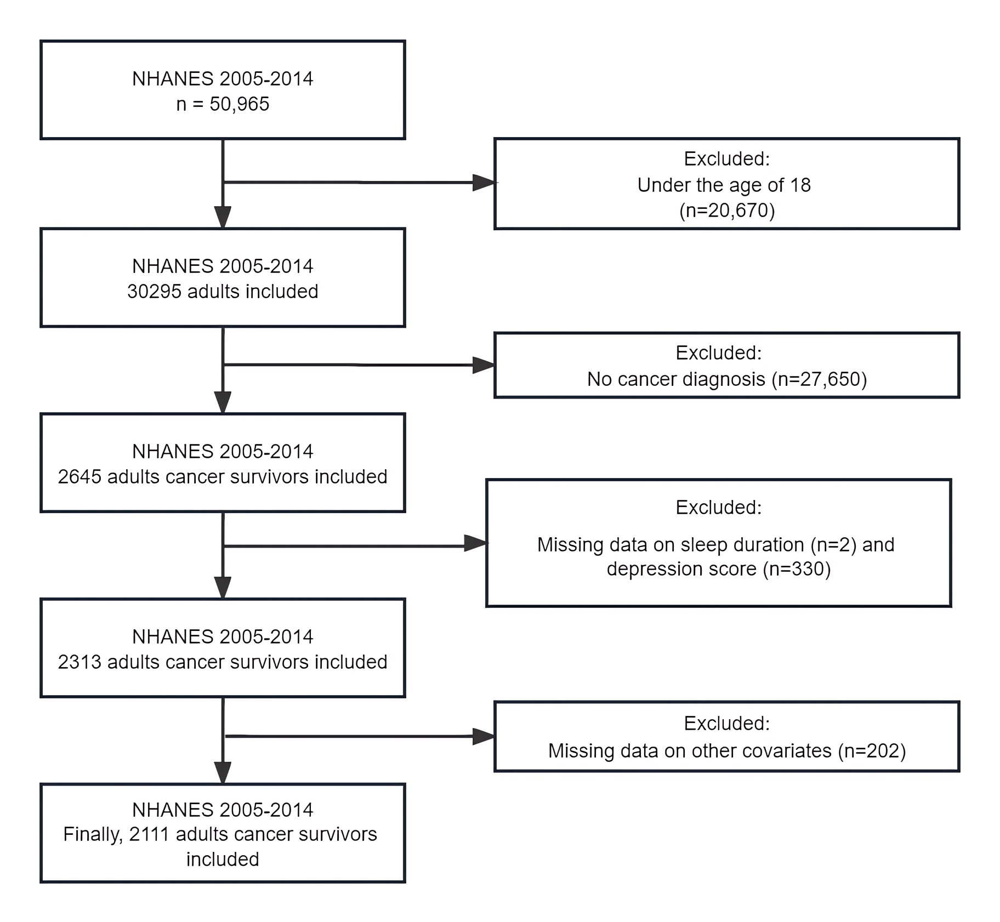 NHANES 2005-2014
n = 50,965
Excluded:
Under the age of 18
(n=20,670)
NHANES 2005-2014
30295 adults included
Excluded:
No cancer diagnosis (n=27,650)
NHANES 2005-2014
2645 adults cancer survivors included
Excluded:
Missing data on sleep duration (n=2) and
depression score (n=330)
NHANES 2005-2014
2313 adults cancer survivors included
Excluded:
Missing data on other covariates (n=202)
NHANES 2005-2014
Finally, 2111 adults cancer survivors
included